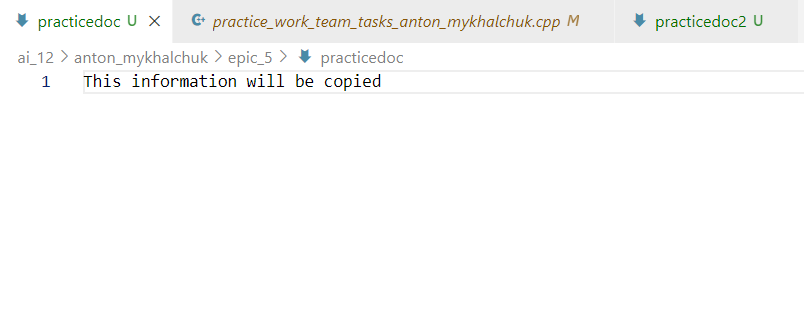 practicedoc U
practice_work_team_tasks_anton_mykhalchuk.cpp M
practicedoc2 U
ai_12 > anton_mykhalchuk > epic_5 > practicedoc
1 This information will be copied